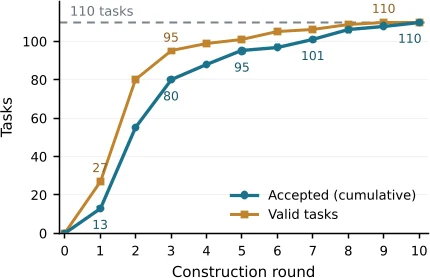 110 tasks
110
95
27
80
95
101
110
13
100
80
60
40
20
0
Tasks
Accepted (cumulative)
Valid tasks
0 1 2 3 4 5 6 7 8 9 10
Construction round